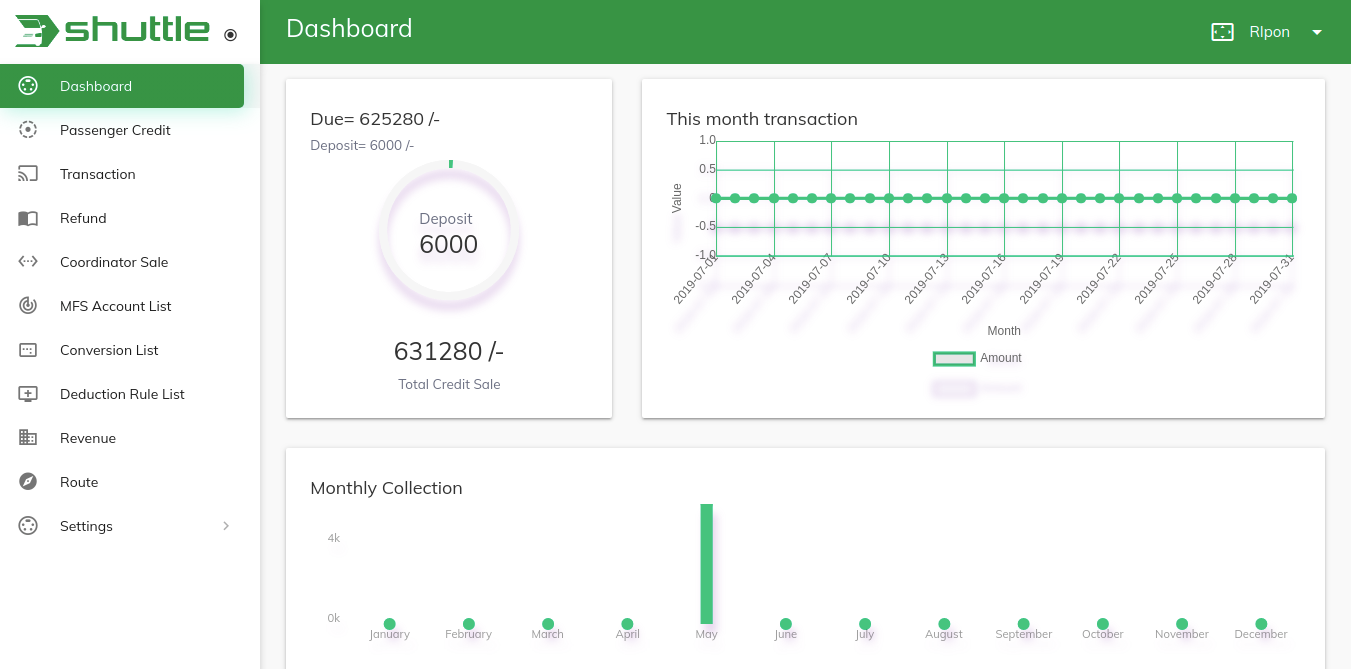 shuttle
Dashboard
RIpon
Dashboard
Passenger Credit
Transaction
Refund
Coordinator Sale
MFS Account List
Conversion List
Deduction Rule List
Revenue
Route
Settings
Due= 625280 /-
Deposit= 6000 /-
Deposit
6000
631280 /-
Total Credit Sale
This month transaction
1.0
0.5
0
-0.5
-1.0
Value
2019-07-01 2019-07-04 2019-07-07 2019-07-10 2019-07-13 2019-07-16 2019-07-19 2019-07-22 2019-07-25 2019-07-28 2019-07-31
Month
Amount
Monthly Collection
4k
0k
January February March April May June July August September October November December